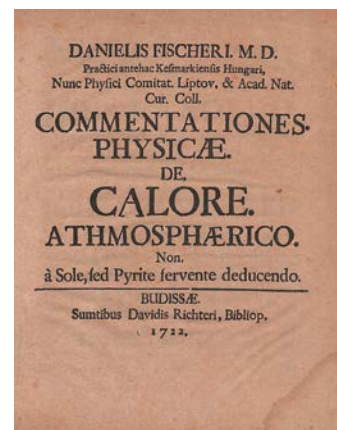 DANIELIS FISCHERI. M. D.
Practici antehac Kesmarkiensis Hungari,
Nunc Physici Comitat. Liptov. & Acad. Nat.
Cur. Coll.
COMMENTATIONES.
PHYSICÆ.
DE,
CALORE.
ATHMOSPHÆRICO.
Non.
à Sole, ſed Pyrite fervente deducendo.
BUDISSÆ.
Sumtibus Davidis Richteri, Bibliop.
1722.